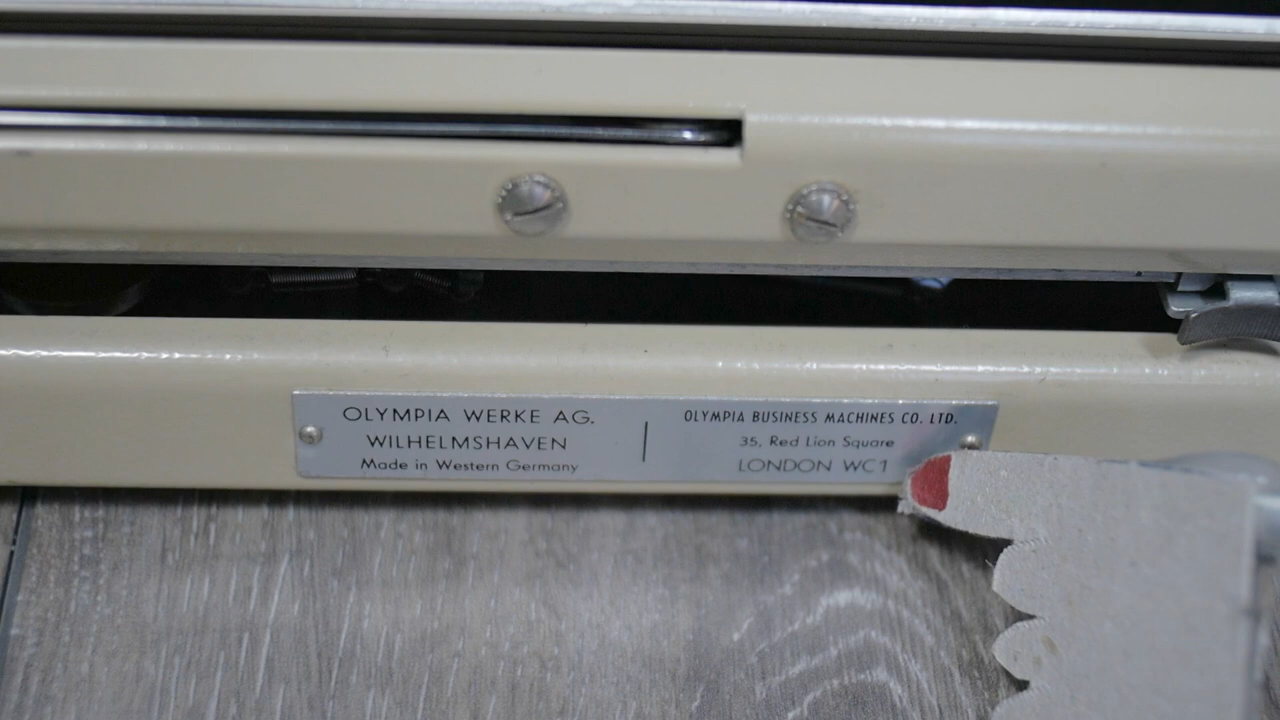 OLYMPIA WERKE AG.
WILHELMSHAVEN
Made in Western Germany
OLYMPIA BUSINESS MACHINES CO. LTD.
35, Red Lion Square
LONDON WC1